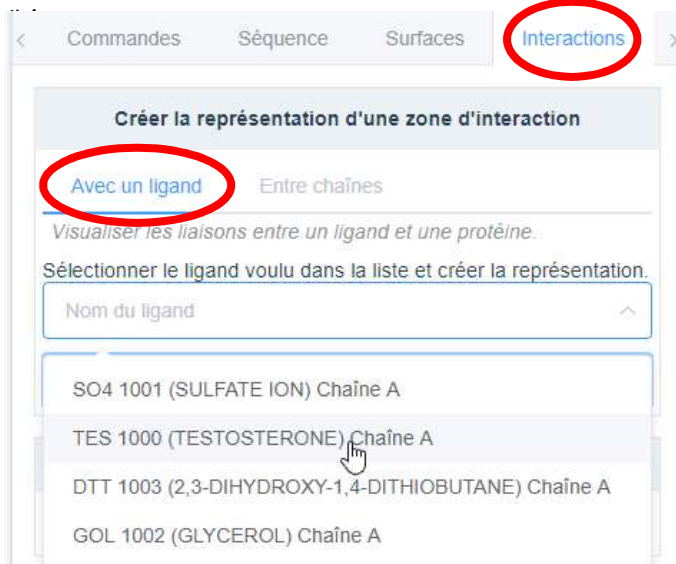 Commandes Séquence Surfaces Interactions
Créer la représentation d'une zone d'interaction
Avec un ligand Entre chaînes
Visualiser les liaisons entre un ligand et une protéine.
Sélectionner le ligand voulu dans la liste et créer la représentation.
Nom du ligand
SO4 1001 (SULFATE ION) Chaîne A
TES 1000 (TESTOSTERONE) Chaîne A
DTT 1003 (2,3-DIHYDROXY-1,4-DITHIOBUTANE) Chaîne A
GOL 1002 (GLYCEROL) Chaîne A